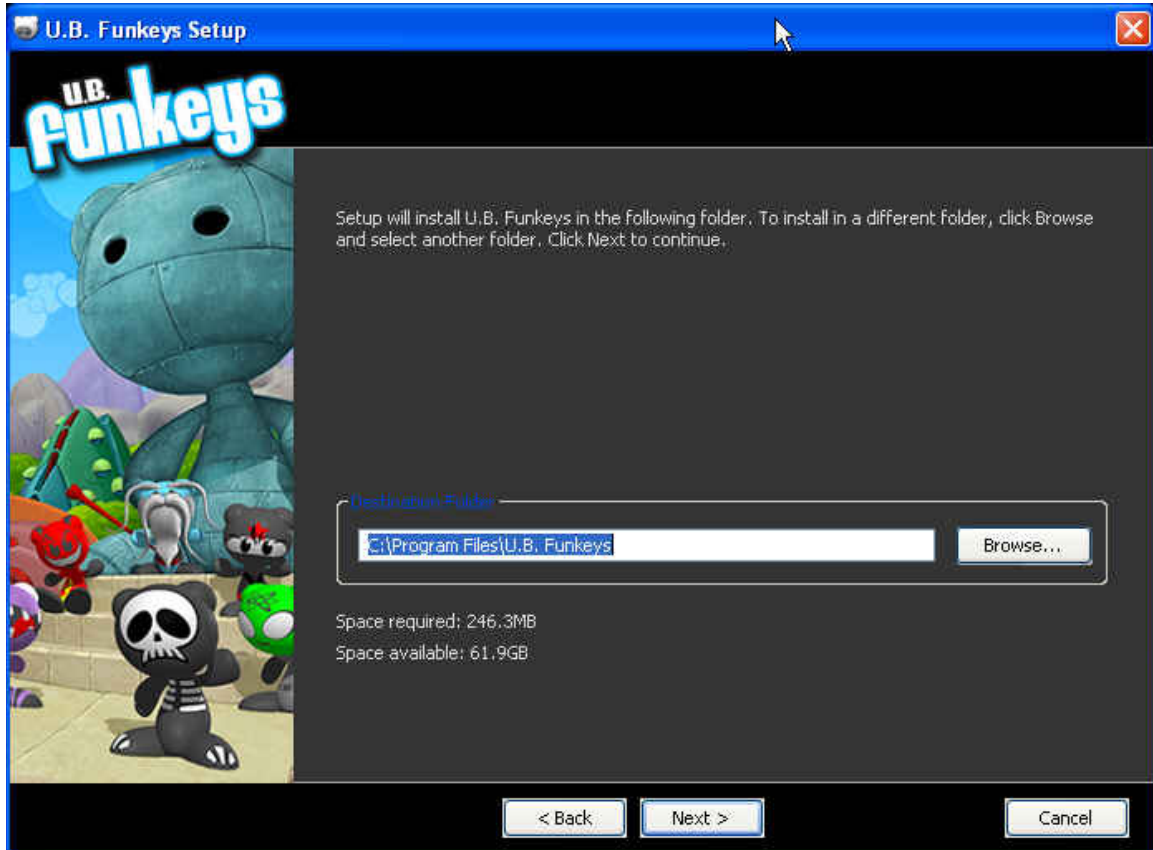 U.B. Funkeys Setup
U.B.
funkeys
Setup will install U.B. Funkeys in the following folder. To install in a different folder, click Browse
and select another folder. Click Next to continue.
Destination Folder
C:\Program Files\U.B. Funkeys
Browse...
Space required: 246.3MB
Space available: 61.9GB
< Back
Next >
Cancel